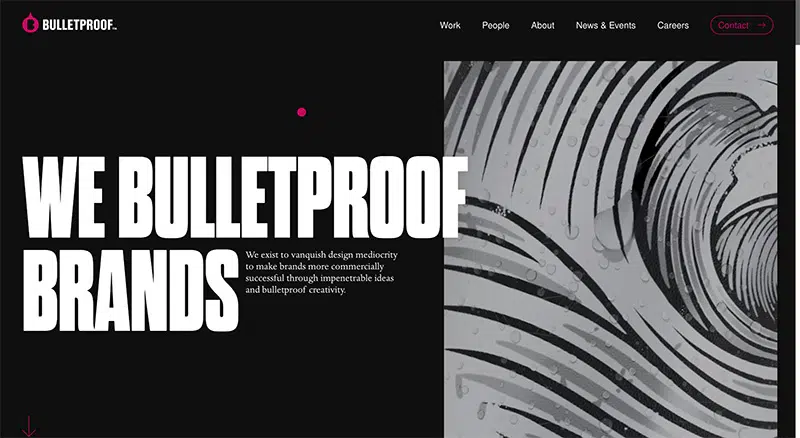 BULLETPROOF™
Work
People
About
News & Events
Careers
Contact
WE BULLETPROOF
BRANDS
We exist to vanquish design mediocrity
to make brands more commercially
successful through impenetrable ideas
and bulletproof creativity.